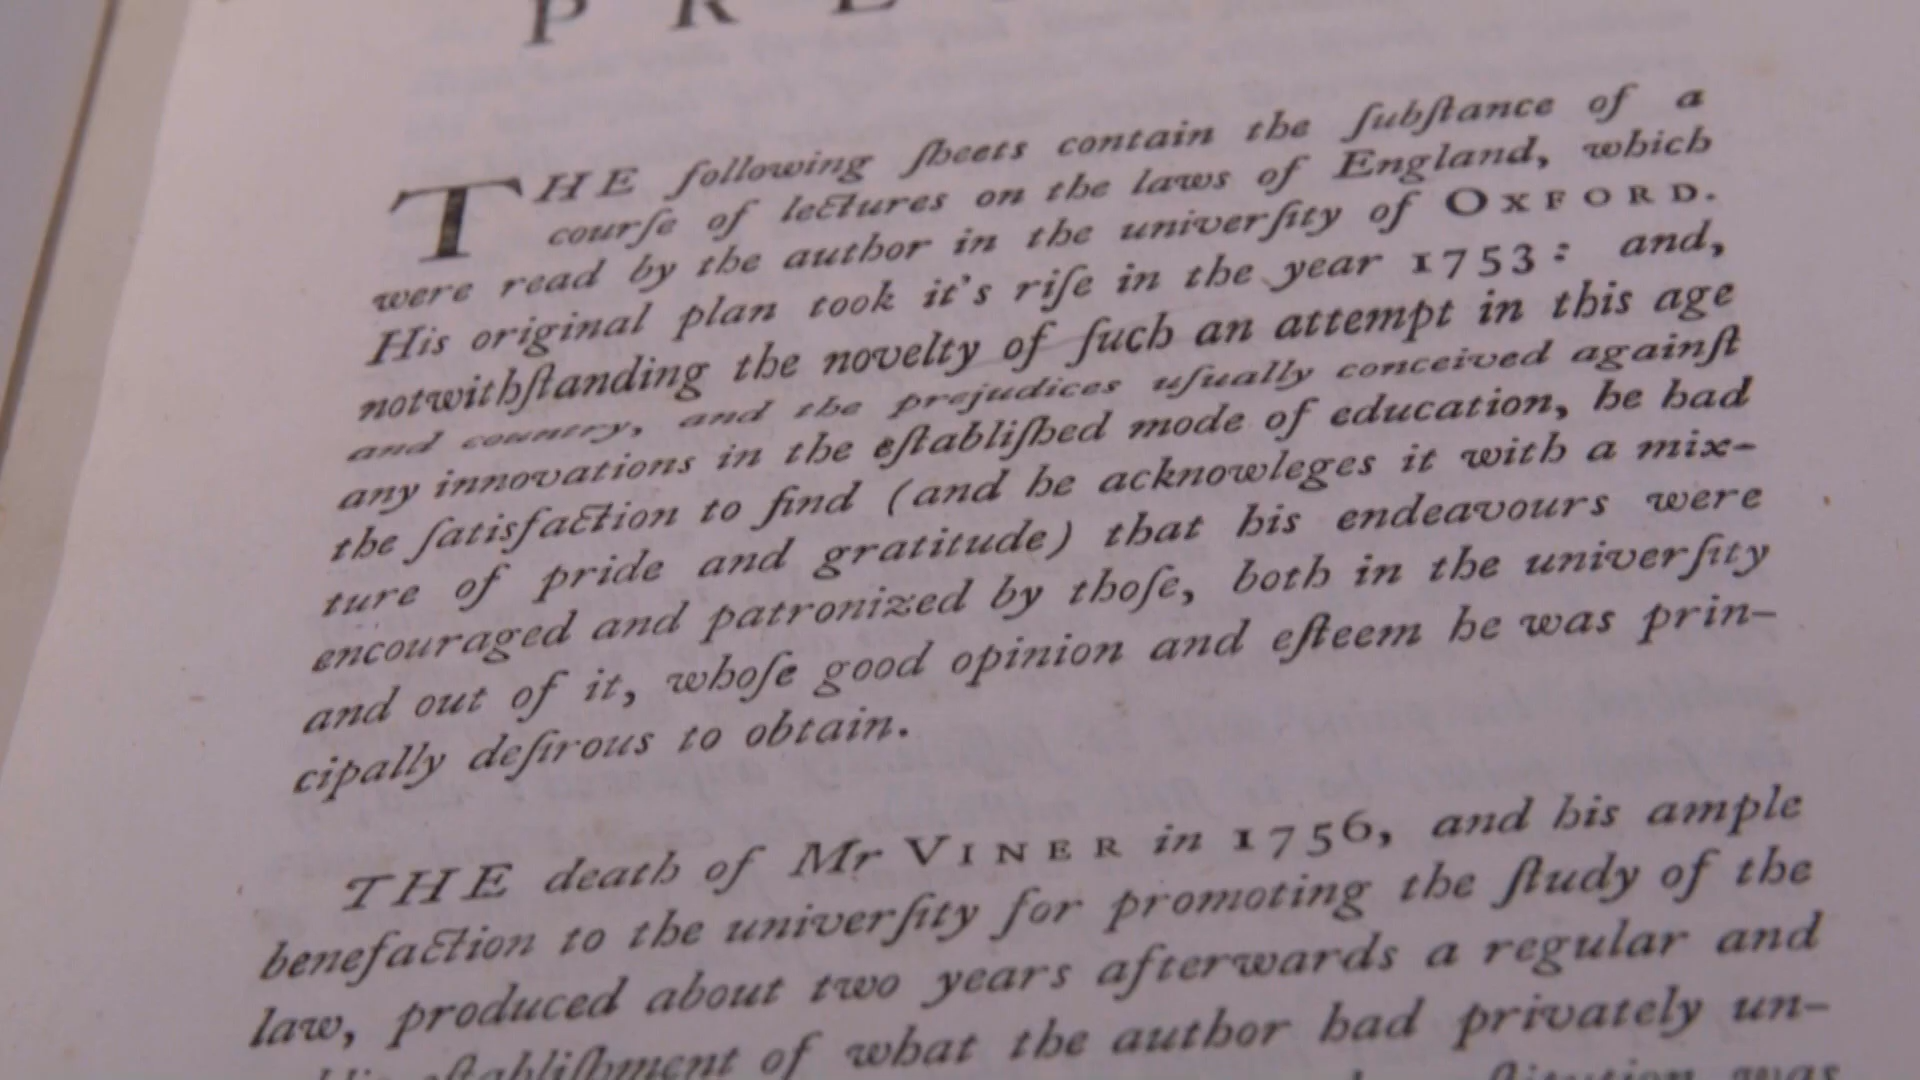 P R E
THE following ſheets contain the ſubſtance of a
courſe of lectures on the laws of England, which
were read by the author in the univerſity of OXFORD.
His original plan took it's riſe in the year 1753: and,
notwithſtanding the novelty of ſuch an attempt in this age
and country, and the prejudices uſually conceived againſt
any innovations in the eſtabliſhed mode of education, he had
the ſatisfaction to find (and he acknowleges it with a mix-
ture of pride and gratitude) that his endeavours were
encouraged and patronized by thoſe, both in the univerſity
and out of it, whoſe good opinion and eſteem he was prin-
cipally deſirous to obtain.
THE death of Mr VINER in 1756, and his ample
benefaction to the univerſity for promoting the ſtudy of the
law, produced about two years afterwards a regular and
eſtabliſhment of what the author had privately un-
was